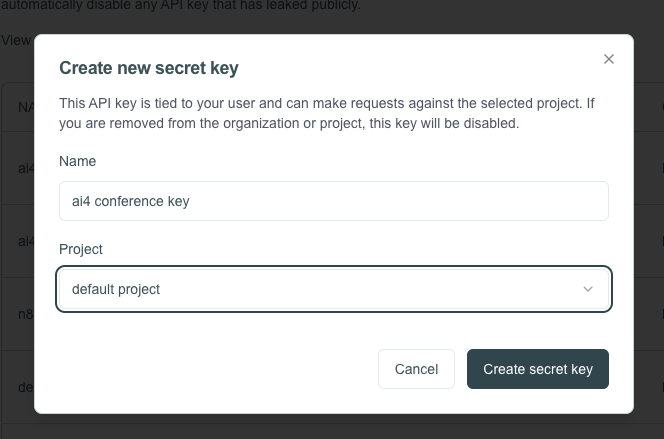 automatically disable any API key that has leaked publicly.
View
Create new secret key
This API key is tied to your user and can make requests against the selected project. If
you are removed from the organization or project, this key will be disabled.
Name
ai4 conference key
Project
default project
Cancel
Create secret key
NA
ai4
ai4
n8
de